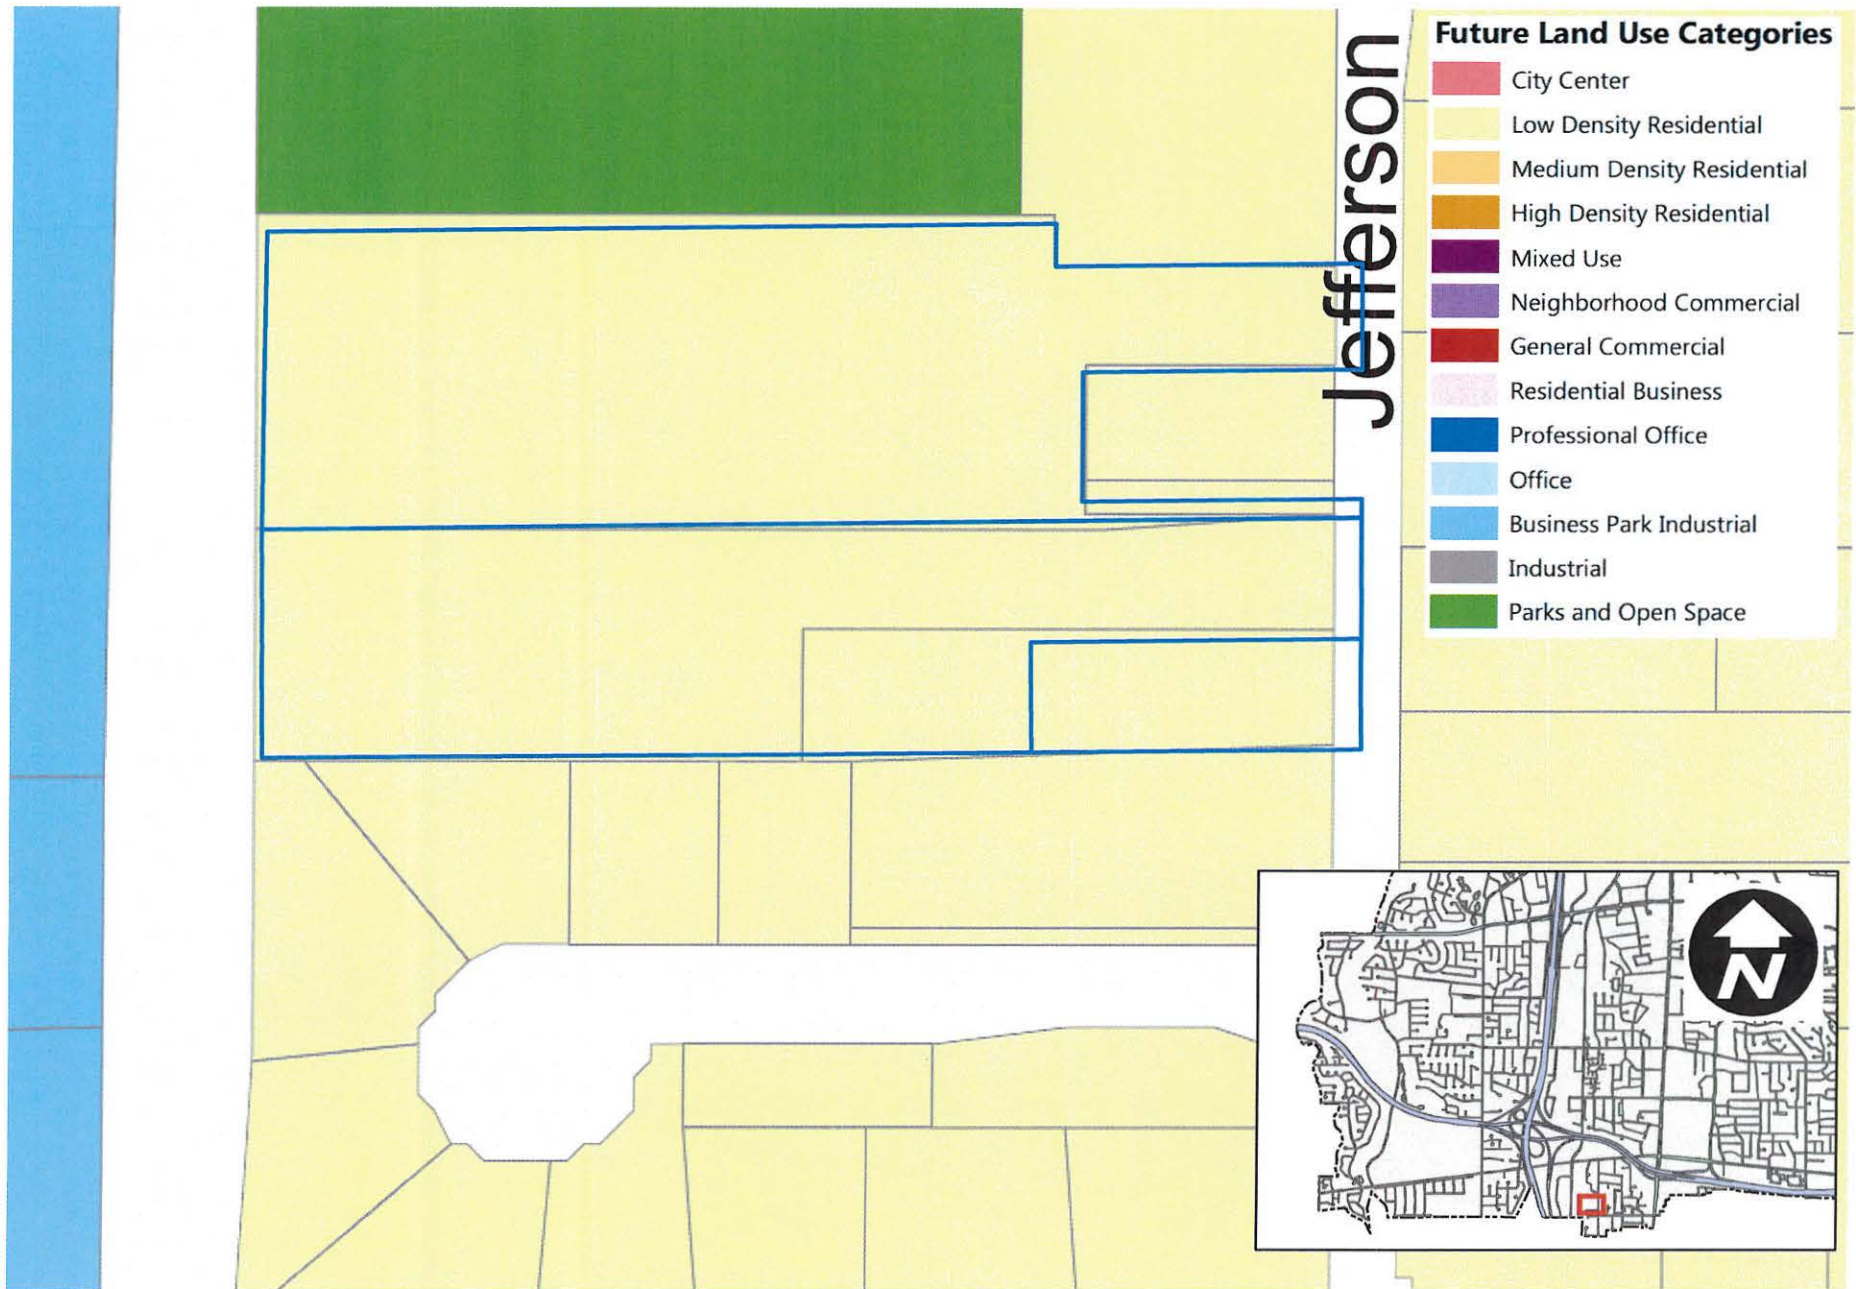 Jefferson
Future Land Use Categories
City Center
Low Density Residential
Medium Density Residential
High Density Residential
Mixed Use
Neighborhood Commercial
General Commercial
Residential Business
Professional Office
Office
Business Park Industrial
Industrial
Parks and Open Space
N